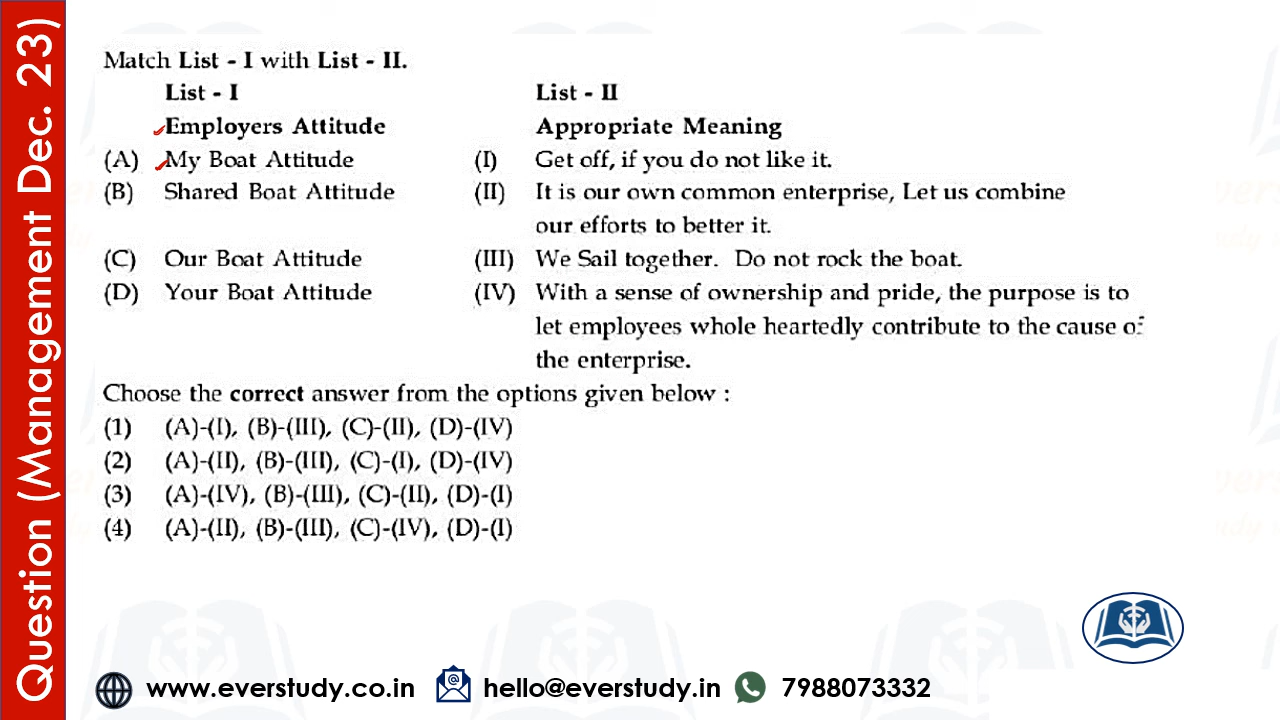 Question (Management Dec. 23)
Match List - I with List - II.
List - I List - II
Employers Attitude Appropriate Meaning
(A) My Boat Attitude (I) Get off, if you do not like it.
(B) Shared Boat Attitude (II) It is our own common enterprise, Let us combine
our efforts to better it.
(C) Our Boat Attitude (III) We Sail together. Do not rock the boat.
(D) Your Boat Attitude (IV) With a sense of ownership and pride, the purpose is to
let employees whole heartedly contribute to the cause of
the enterprise.
Choose the correct answer from the options given below :
(1) (A)-(I), (B)-(III), (C)-(II), (D)-(IV)
(2) (A)-(II), (B)-(III), (C)-(I), (D)-(IV)
(3) (A)-(IV), (B)-(III), (C)-(II), (D)-(I)
(4) (A)-(II), (B)-(III), (C)-(IV), (D)-(I)
www.everstudy.co.in hello@everstudy.in 7988073332